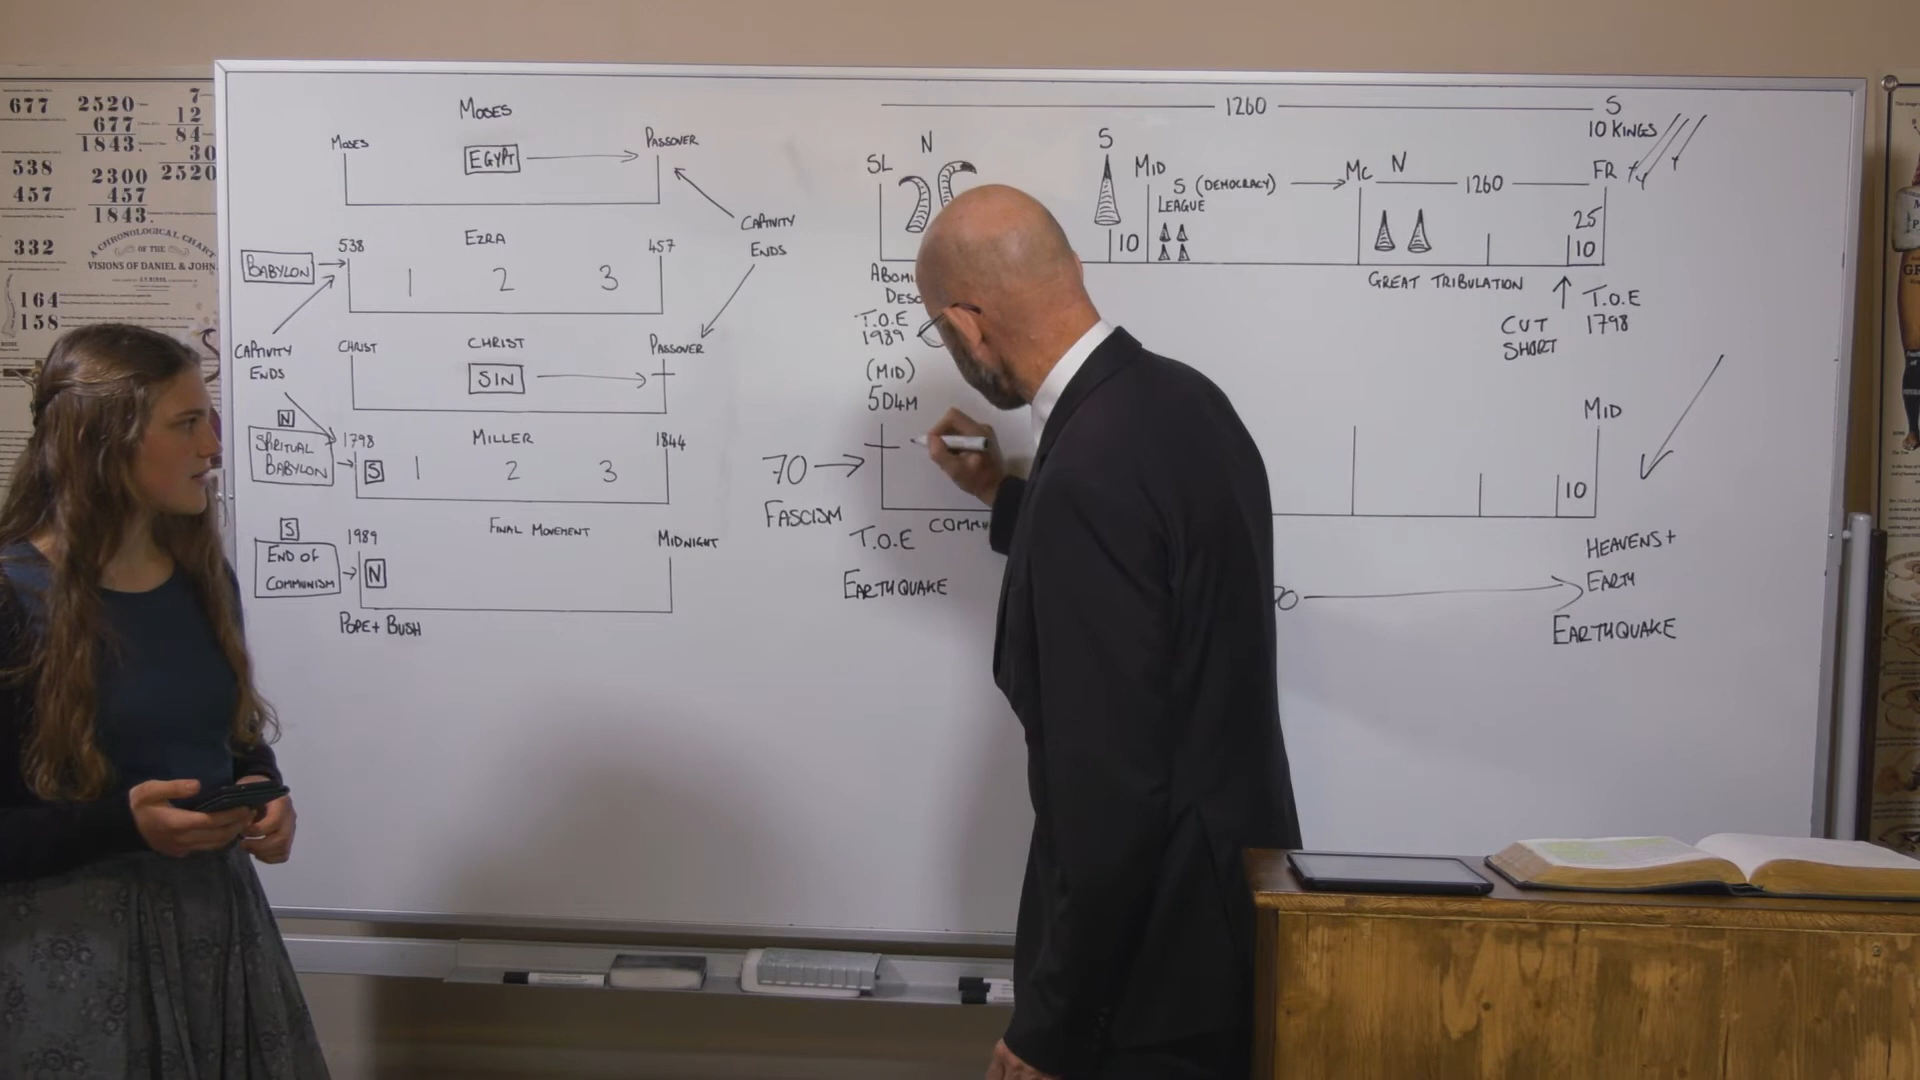 677
2520-
677
1843.
7
12
84
30
2520
538
457
2300
457
1843.
332
A CHRONOLOGICAL CHART
OF THE
VISIONS OF DANIEL & JOHN
164
158
MOSES
MOSES
EGYPT
PASSOVER
CAPTIVITY
ENDS
EZRA
BABYLON
538
457
1 2 3
CAPTIVITY
ENDS
CHRIST
CHRIST
SIN
PASSOVER
N
SPRITUAL
BABYLON
1798
MILLER
1844
S
1 2 3
S
END OF
COMMUNISM
1989
FINAL MOVEMENT
MIDNIGHT
N
POPE + BUSH
1260
S
10 KINGS
SL
N
S
MID
S (DEMOCRACY)
LEAGUE
MC
N
1260
FR
10
25
10
GREAT TRIBULATION
T.O.E
1989
(MID)
5D4M
CUT
SHORT
T.O.E
1798
70
FASCISM
T.O.E
EARTHQUAKE
MID
10
HEAVENS +
EARTH
EARTHQUAKE